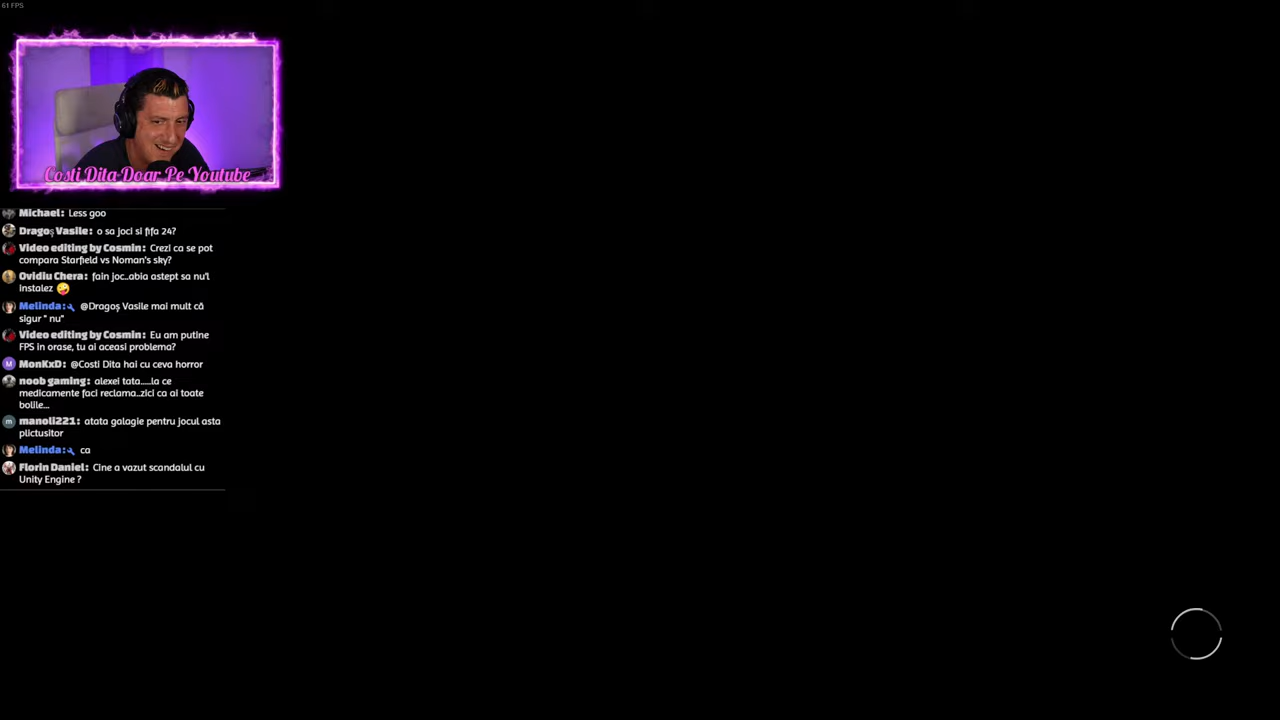 61 FPS
Costi Dita Doar Pe Youtube
Michael: Less goo
Dragoș Vasile: o sa joci si fifa 24?
Video editing by Cosmin: Crezi ca se pot
compara Starfield vs Noman's sky?
Ovidiu Chera: fain joc..abia astept sa nu'l
instalez 🤪
Melinda: @Dragoș Vasile mai mult că
sigur " nu"
Video editing by Cosmin: Eu am putine
FPS in orase, tu ai aceasi problema?
M MonKxD: @Costi Dita hai cu ceva horror
noob gaming: alexei tata.....la ce
medicamente faci reclama..zici ca ai toate
bolile...
m manoli221: atata galagie pentru jocul asta
plictusitor
Melinda: ca
Florin Daniel: Cine a vazut scandalul cu
Unity Engine ?